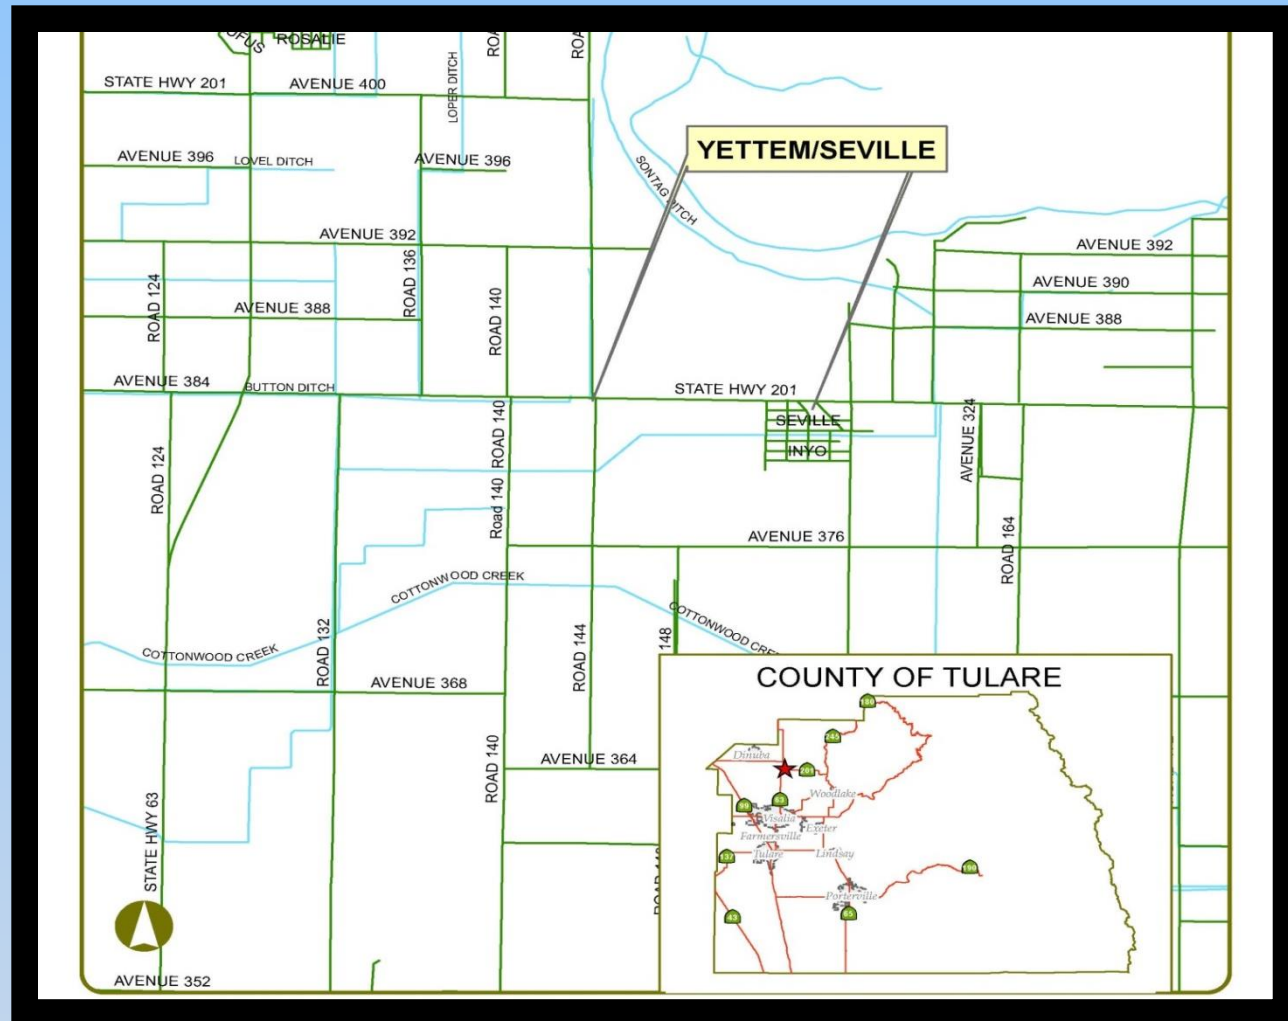 OFUS
ROSALIE
ROA
ROA
STATE HWY 201
AVENUE 400
LOPER DITCH
YETTEM/SEVILLE
AVENUE 396
LOVEL DITCH
AVENUE 396
SONTAG DITCH
AVENUE 392
AVENUE 392
ROAD 124
ROAD 136
ROAD 140
AVENUE 390
AVENUE 388
AVENUE 388
AVENUE 384
BUTTON DITCH
STATE HWY 201
SEVILLE
INYO
ROAD 140
AVENUE 324
ROAD 124
Road 140
AVENUE 376
ROAD 164
COTTONWOOD CREEK
COTTONWOOD CRE
COTTONWOOD CREEK
ROAD 132
ROAD 144
148
AVENUE 368
ROAD 140
AVENUE 364
STATE HWY 63
AVENUE 352
COUNTY OF TULARE
180
245
Dinuba
201
Woodlake
99
63
Visalia
Exeter
Farmersville
137
Tulare
Lindsay
190
Porterville
43
65